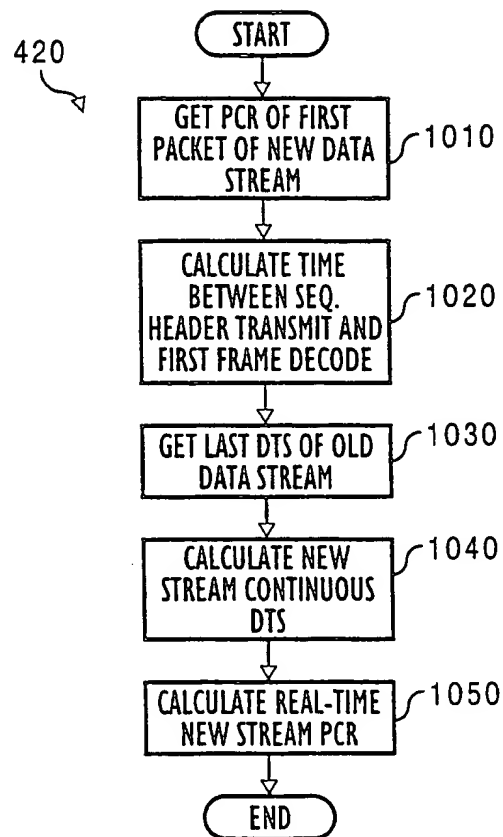 START
420
GET PCR OF FIRST
PACKET OF NEW DATA
STREAM
1010
CALCULATE TIME
BETWEEN SEQ.
HEADER TRANSMIT AND
FIRST FRAME DECODE
1020
GET LAST DTS OF OLD
DATA STREAM
1030
CALCULATE NEW
STREAM CONTINUOUS
DTS
1040
CALCULATE REAL-TIME
NEW STREAM PCR
1050
END